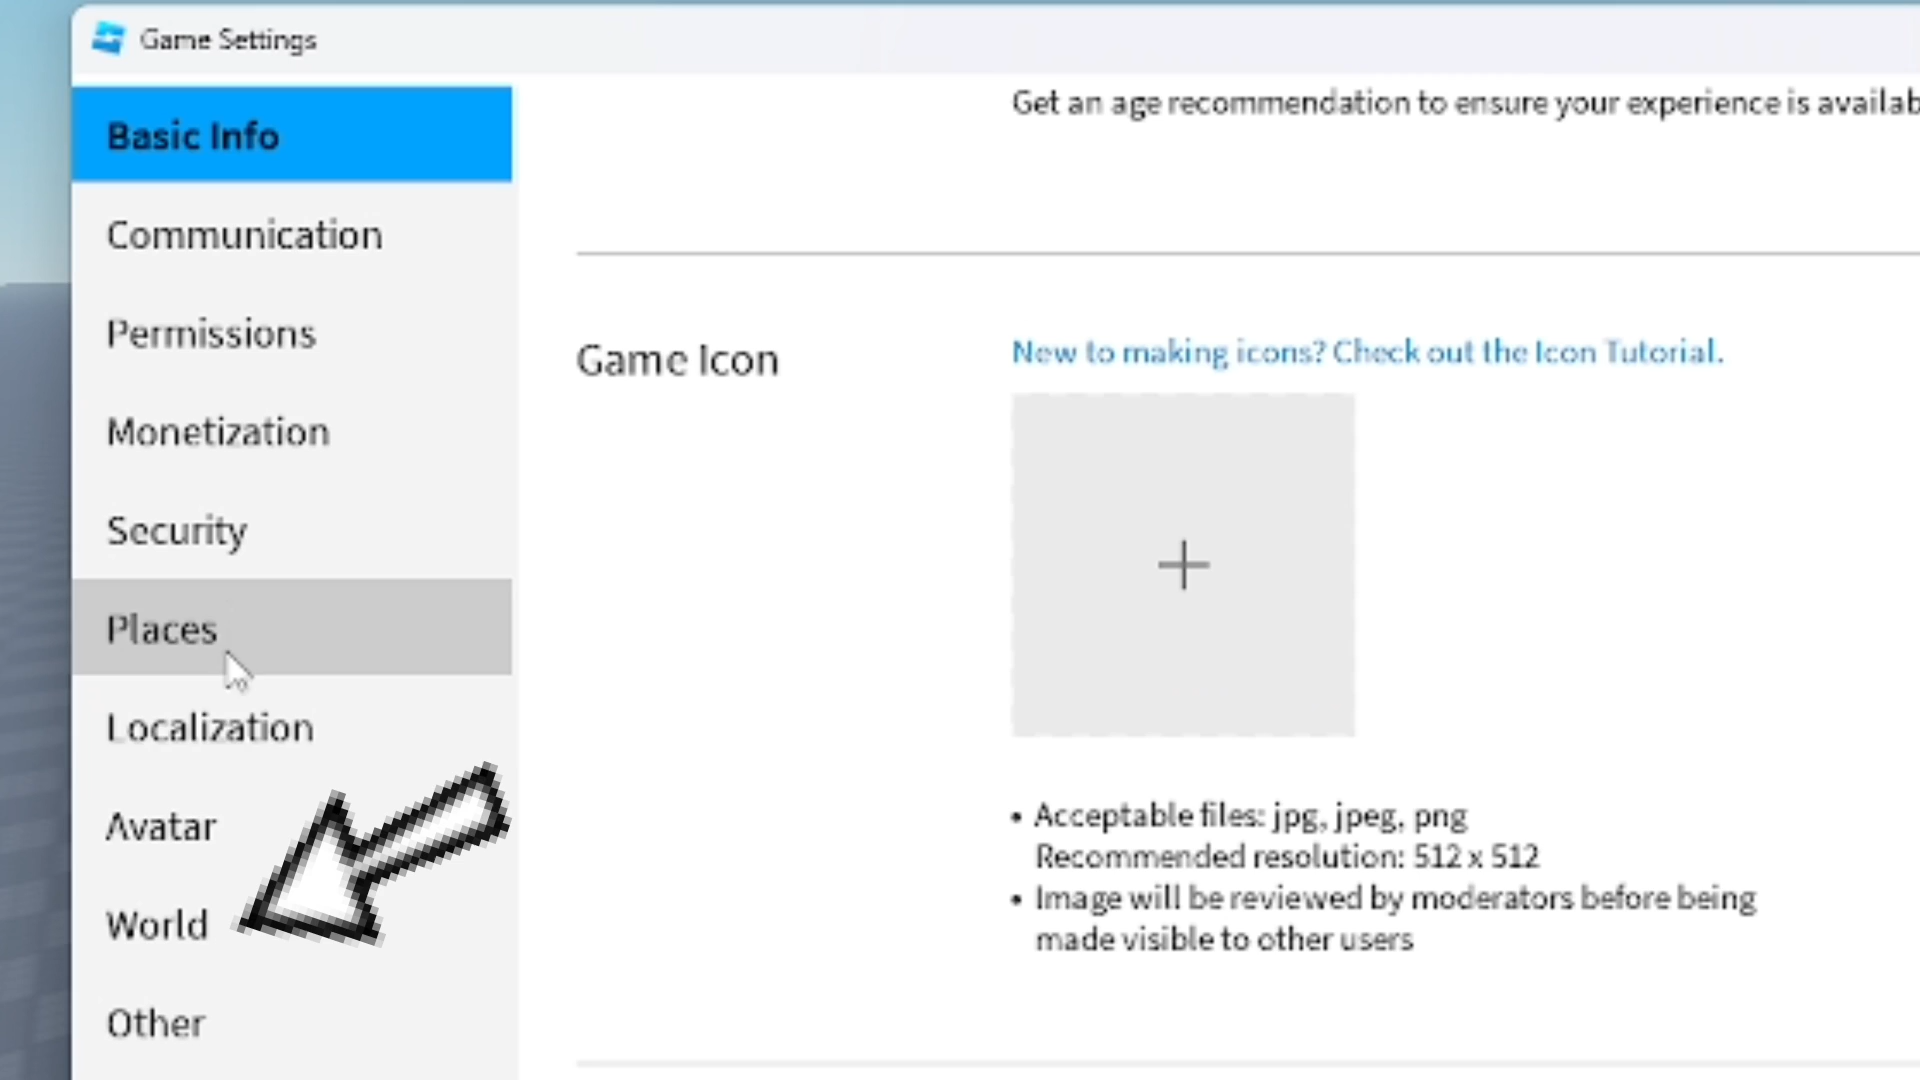 Game Settings
Basic Info
Communication
Permissions
Monetization
Security
Places
Localization
Avatar
World
Other
Get an age recommendation to ensure your experience is
Game Icon
New to making icons? Check out the Icon Tutorial.
• Acceptable files: jpg, jpeg, png
Recommended resolution: 512 x 512
• Image will be reviewed by moderators before being
made visible to other users